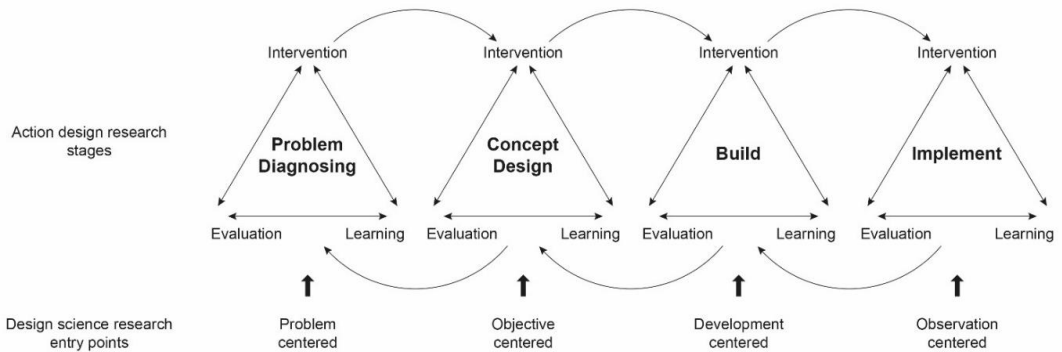 Intervention
Intervention
Intervention
Intervention
Action design research
stages
Problem
Diagnosing
Concept
Design
Build
Implement
Evaluation
Learning
Evaluation
Learning
Evaluation
Learning
Evaluation
Learning
Design science research
entry points
Problem
centered
Objective
centered
Development
centered
Observation
centered